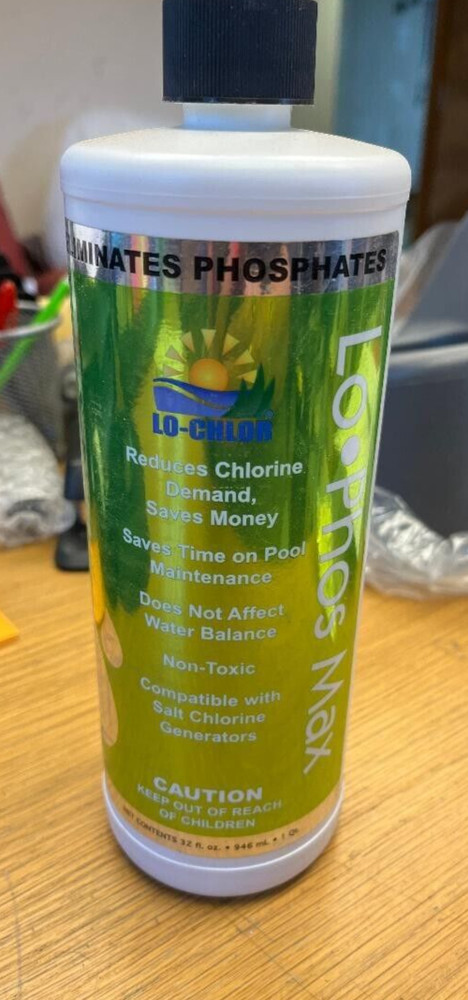 IMINATES PHOSPHATES
LO-CHLOR
Reduces Chlorine
Demand,
Saves Money
Saves Time on Pool
Maintenance
Does Not Affect
Water Balance
Non-Toxic
Compatible with
Salt Chlorine
Generators
CAUTION
KEEP OUT OF REACH
OF CHILDREN
NET CONTENTS 32 fl. oz. • 946 mL • 1 Qt.
Lo•Phos Max